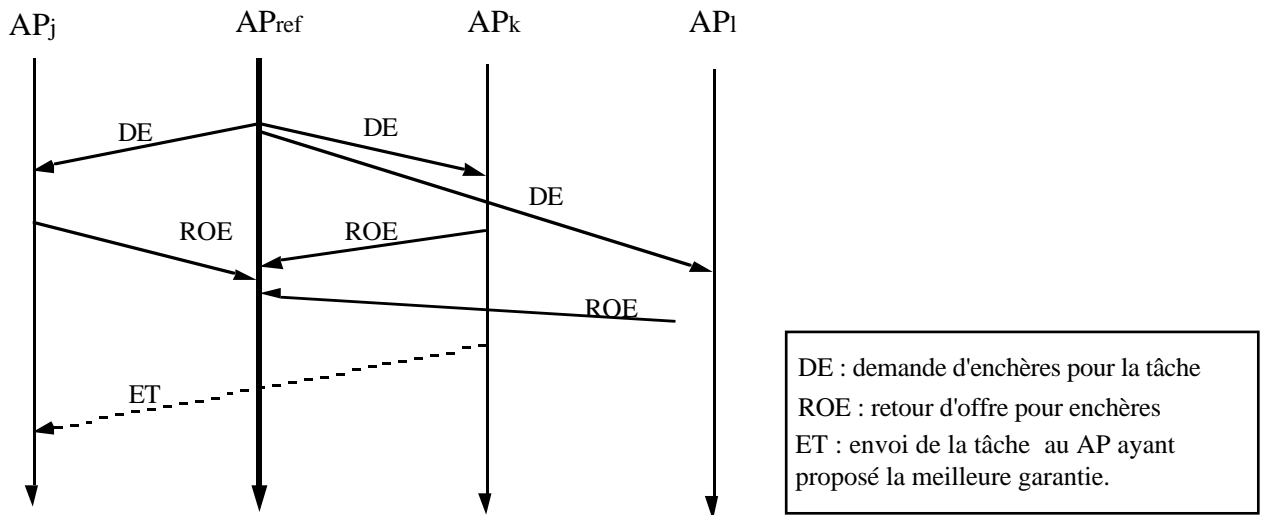 APj APref APk APl
DE DE
DE
ROE ROE
ROE
ET
DE : demande d'enchères pour la tâche
ROE : retour d'offre pour enchères
ET : envoi de la tâche au AP ayant
proposé la meilleure garantie.